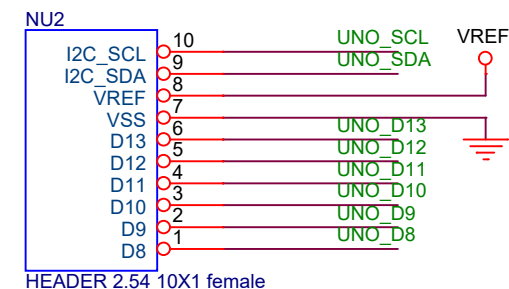 NU2
I2C_SCL 10 UNO_SCL VREF
I2C_SDA 9 UNO_SDA
VREF 8
VSS 7
D13 6 UNO_D13
D12 5 UNO_D12
D11 4 UNO_D11
D10 3 UNO_D10
D9 2 UNO_D9
D8 1 UNO_D8
HEADER 2.54 10X1 female